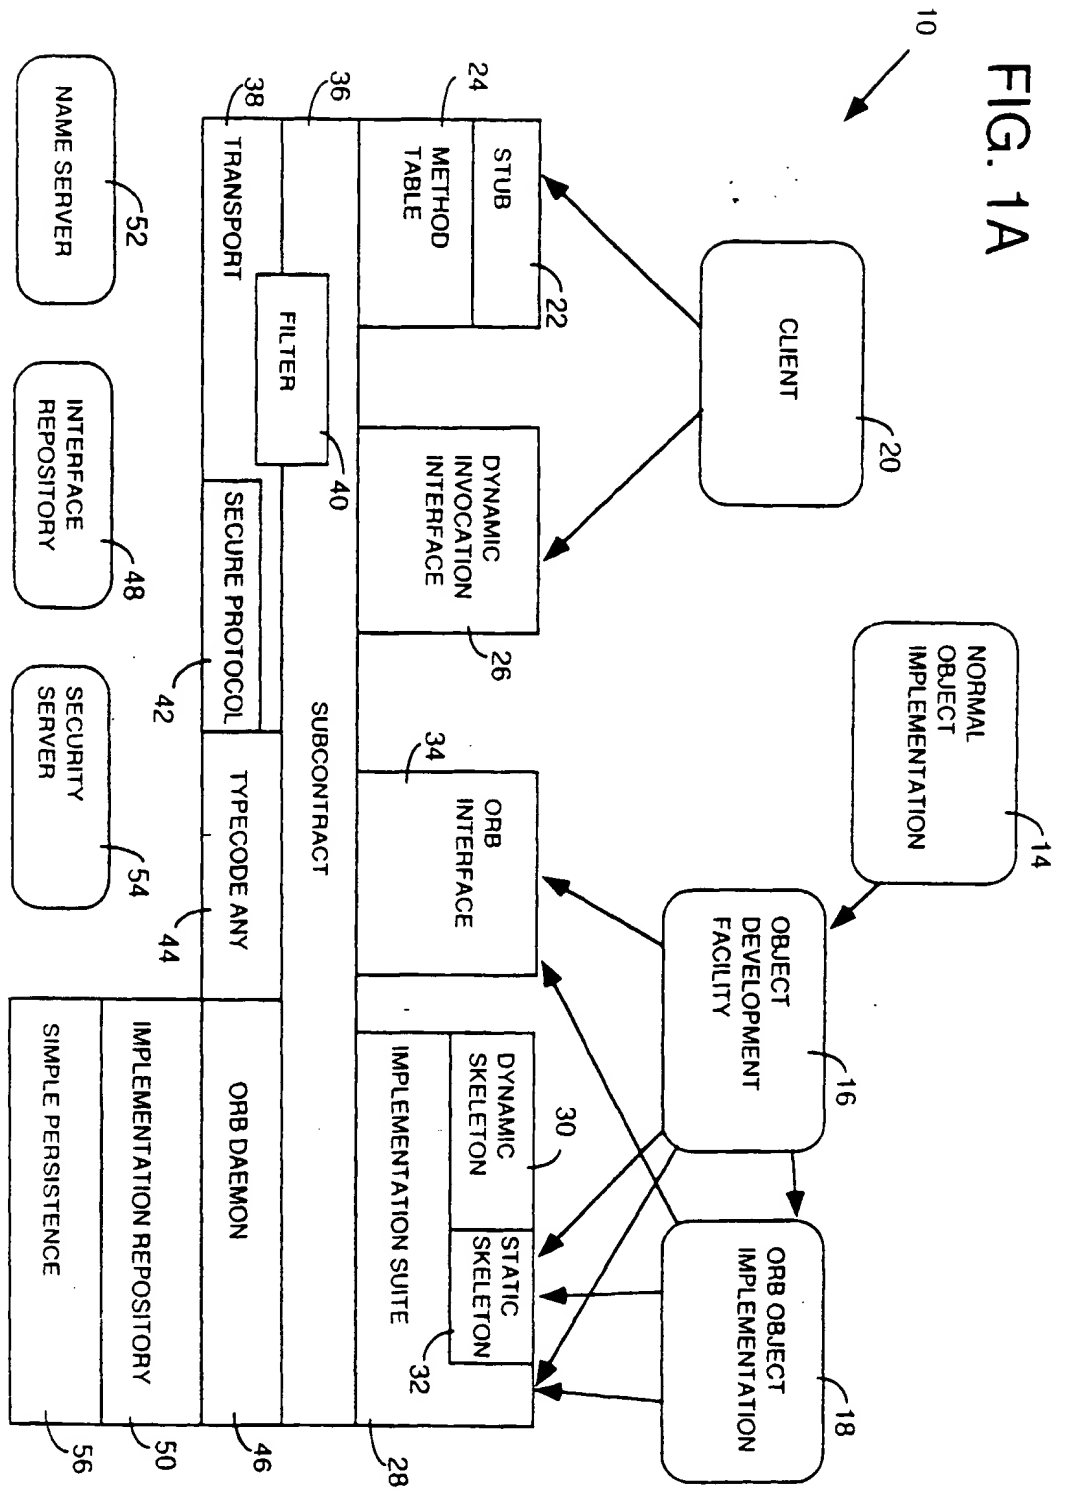 FIG. 1A
10
CLIENT
20
NORMAL
OBJECT
IMPLEMENTATION
14
OBJECT
DEVELOPMENT
FACILITY
16
ORB OBJECT
IMPLEMENTATION
18
STUB
22
24
METHOD
TABLE
DYNAMIC
INVOCATION
INTERFACE
26
34
ORB
INTERFACE
DYNAMIC
SKELETON
30
STATIC
SKELETON
32
IMPLEMENTATION SUITE
28
36
SUBCONTRACT
FILTER
40
38
TRANSPORT
SECURE PROTOCOL
42
TYPECODE ANY
44
ORB DAEMON
46
IMPLEMENTATION REPOSITORY
50
SIMPLE PERSISTENCE
56
NAME SERVER
52
INTERFACE
REPOSITORY
48
SECURITY
SERVER
54